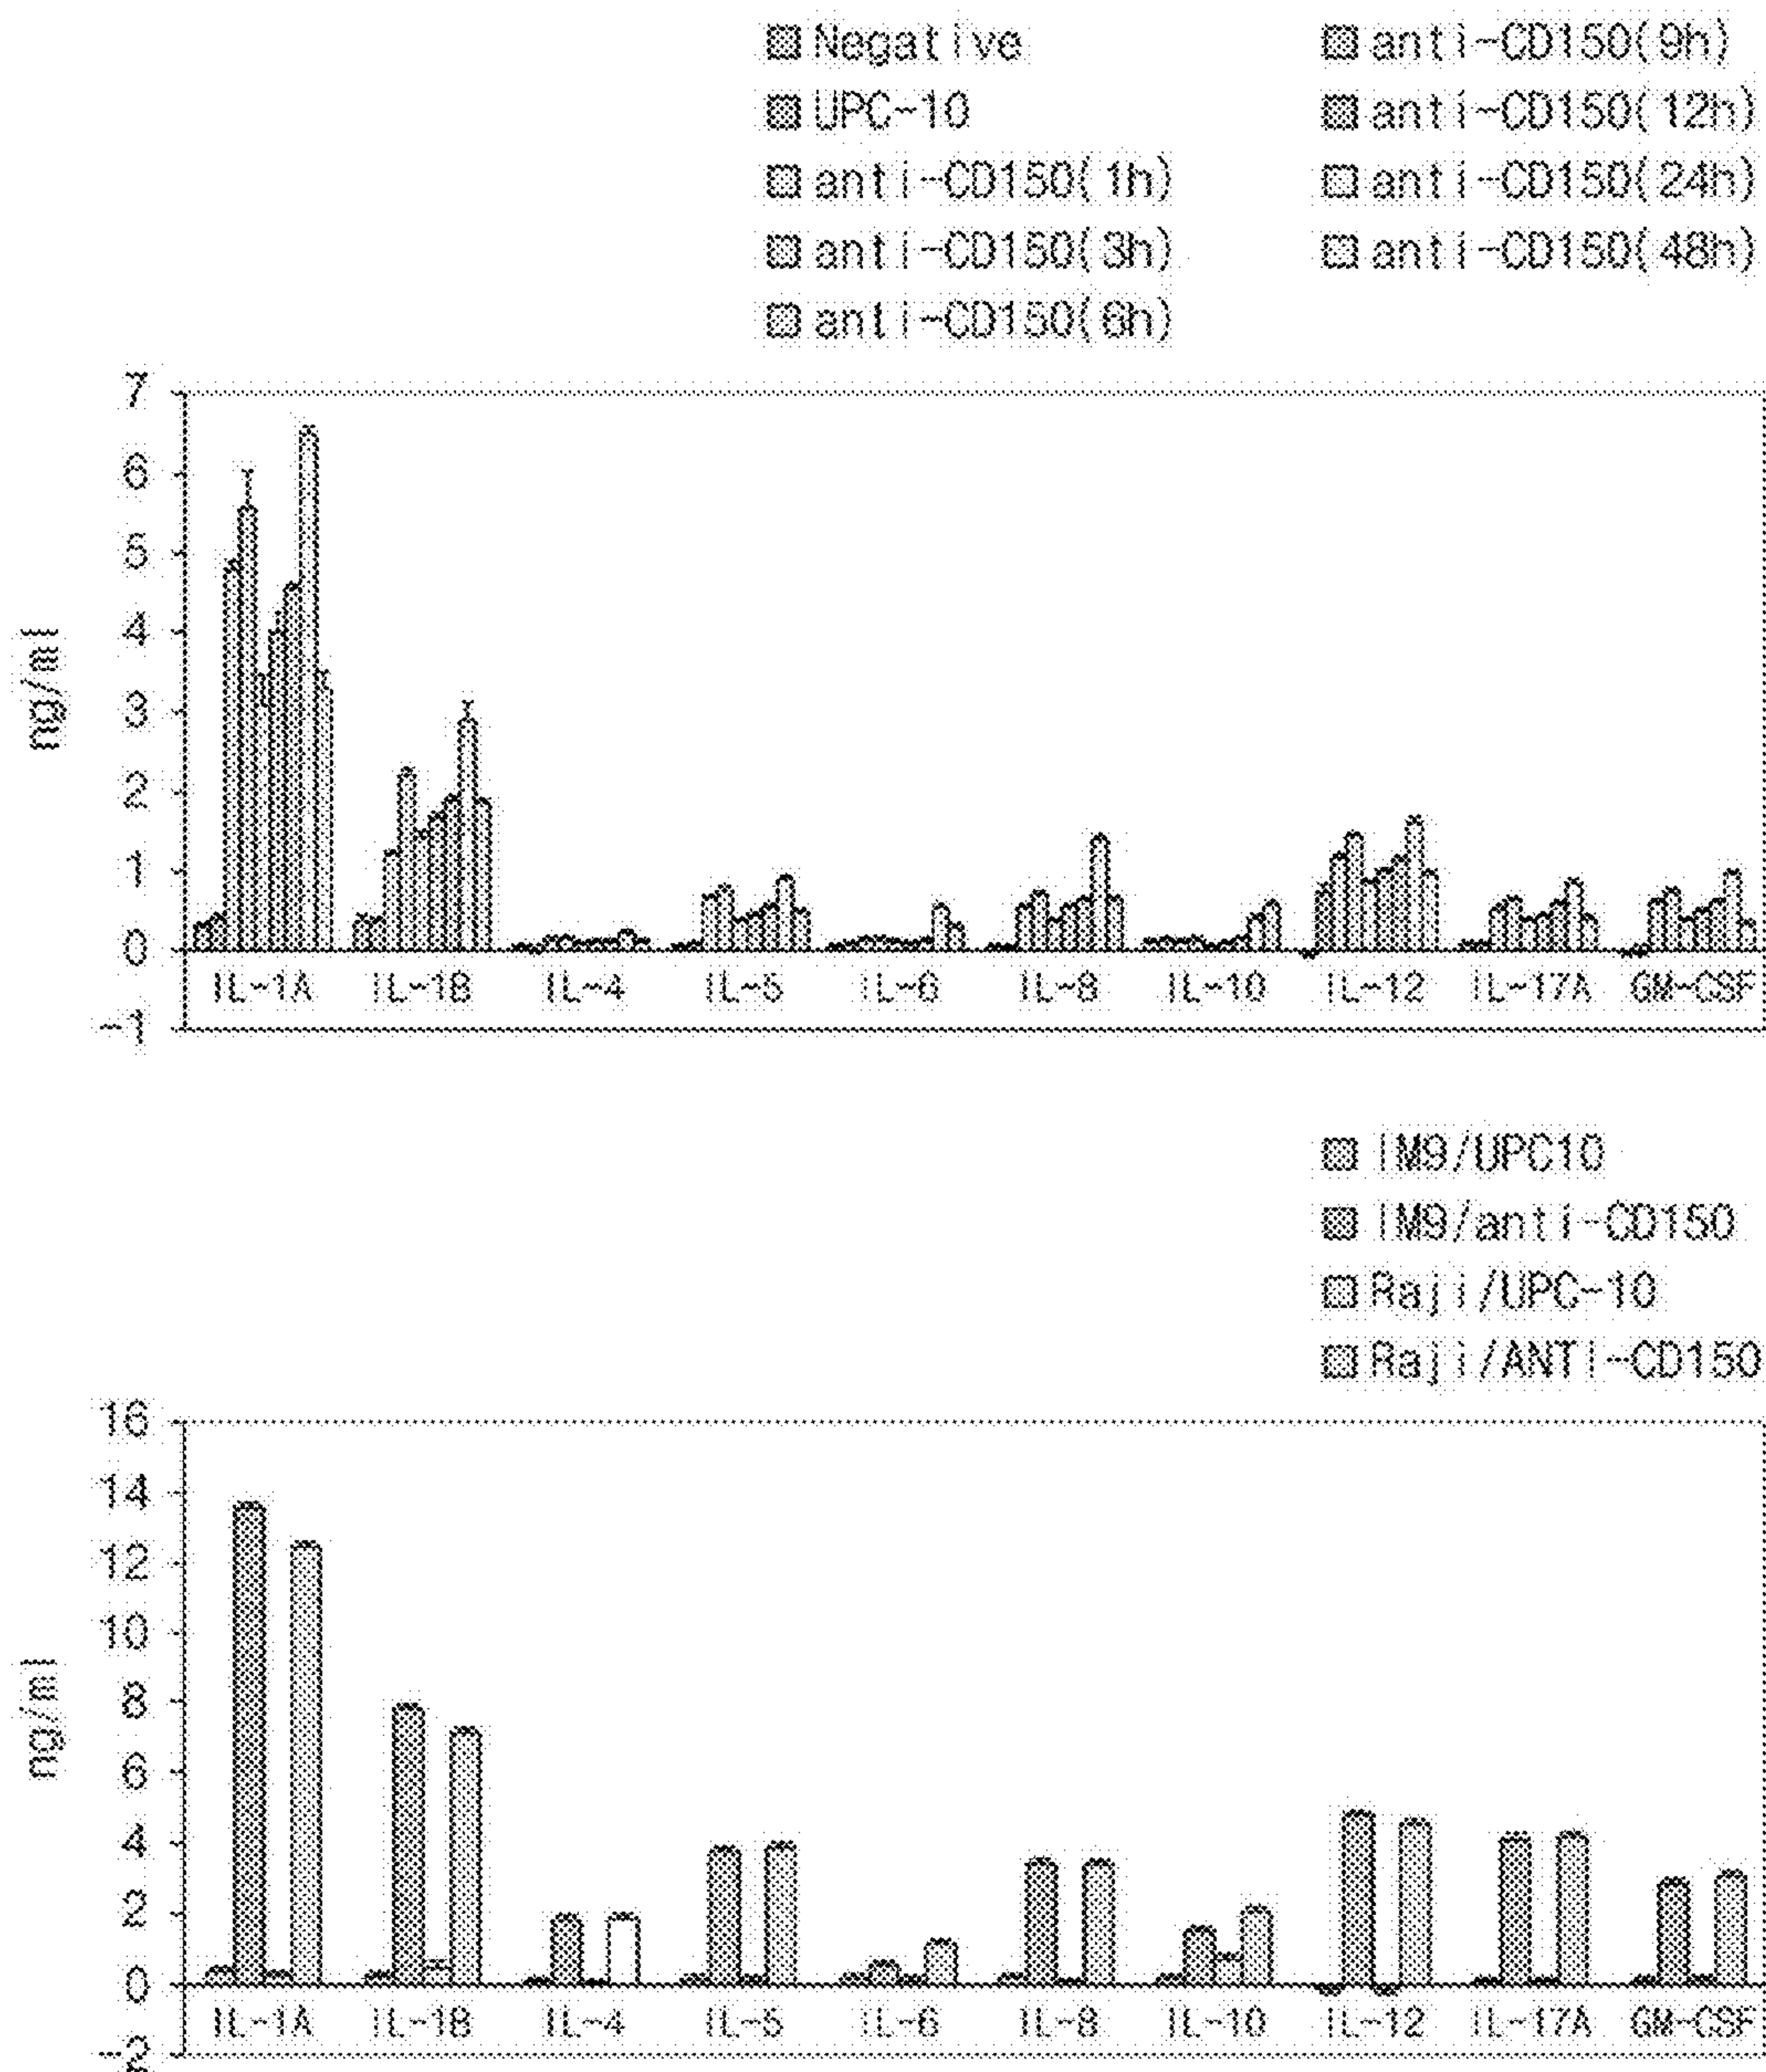 Negative
anti-CD150(9h)
UPC-10
anti-CD150(12h)
anti-CD150(1h)
anti-CD150(24h)
anti-CD150(3h)
anti-CD150(48h)
anti-CD150(6h)
7
6
5
4
3
2
1
0
-1
ng/ml
IL-1A IL-1B IL-4 IL-5 IL-6 IL-8 IL-10 IL-12 IL-17A GM-CSF
IM9/UPC10
IM9/anti-CD150
Raji/UPC-10
Raji/ANTI-CD150
16
14
12
10
8
6
4
2
0
-2
ng/ml
IL-1A IL-1B IL-4 IL-5 IL-6 IL-8 IL-10 IL-12 IL-17A GM-CSF